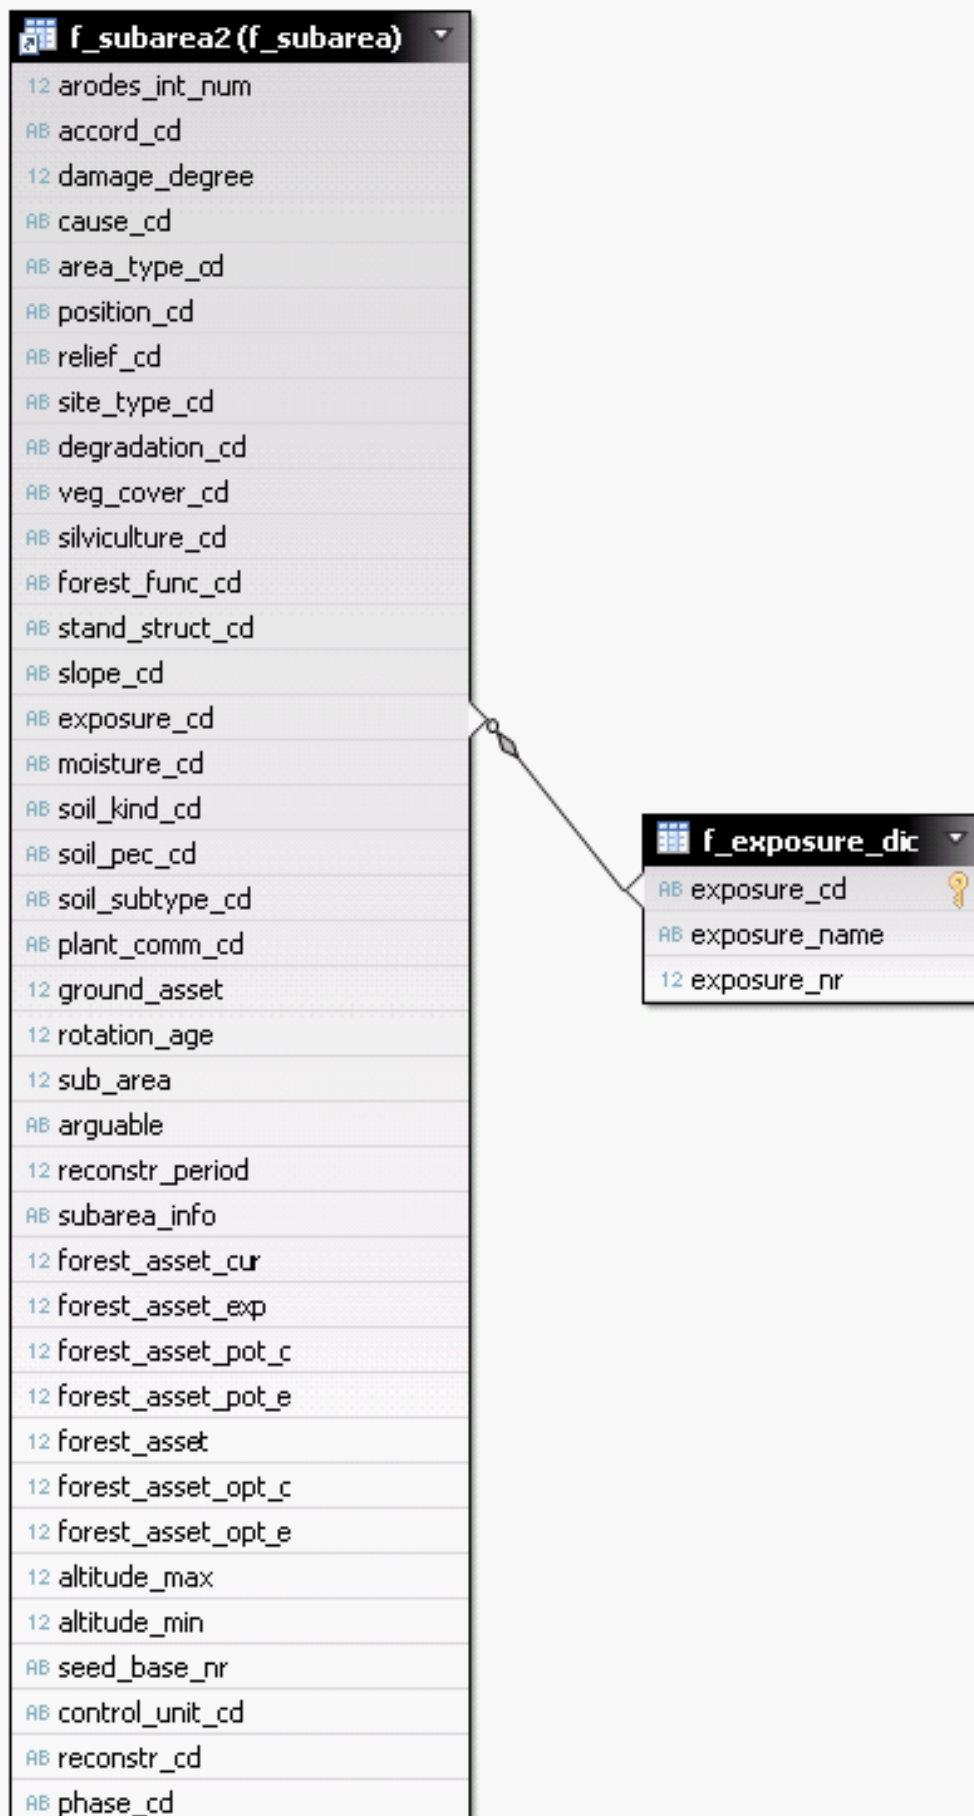 f_subarea2 (f_subarea)
12 arodes_int_num
AB accord_cd
12 damage_degree
AB cause_cd
AB area_type_cd
AB position_cd
AB relief_cd
AB site_type_cd
AB degradation_cd
AB veg_cover_cd
AB silviculture_cd
AB forest_func_cd
AB stand_struct_cd
AB slope_cd
AB exposure_cd
AB moisture_cd
AB soil_kind_cd
AB soil_pec_cd
AB soil_subtype_cd
AB plant_comm_cd
12 ground_asset
12 rotation_age
12 sub_area
AB arguable
12 reconstr_period
AB subarea_info
12 forest_asset_cur
12 forest_asset_exp
12 forest_asset_pot_c
12 forest_asset_pot_e
12 forest_asset
12 forest_asset_opt_c
12 forest_asset_opt_e
12 altitude_max
12 altitude_min
AB seed_base_nr
AB control_unit_cd
AB reconstr_cd
AB phase_cd
f_exposure_dic
AB exposure_cd
AB exposure_name
12 exposure_nr